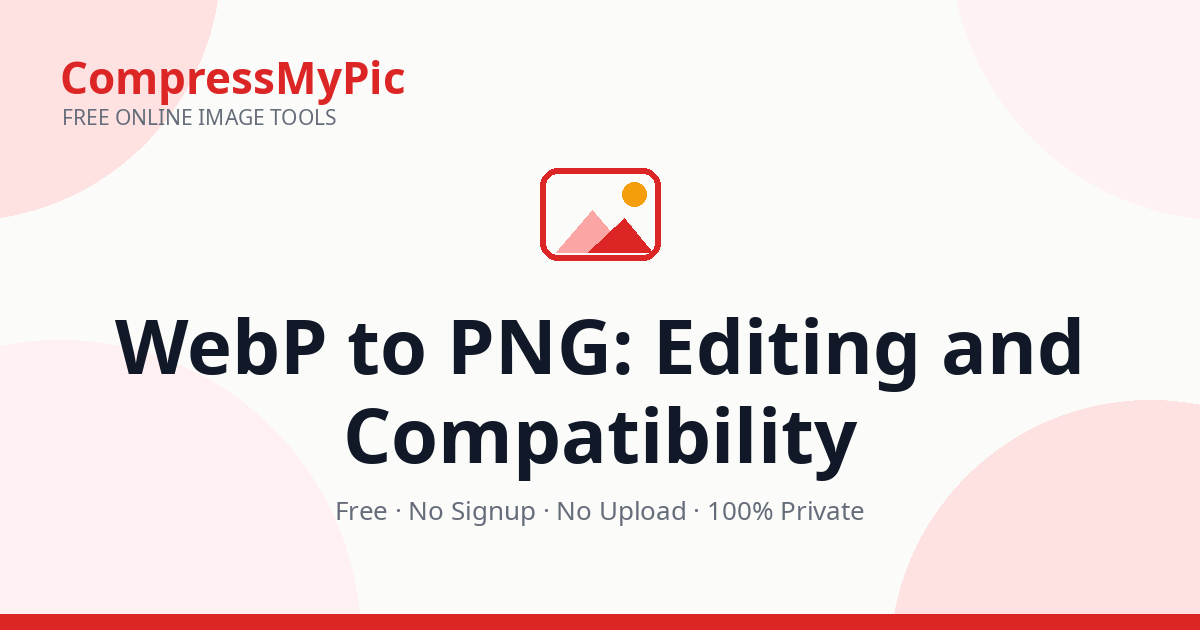 CompressMyPic
FREE ONLINE IMAGE TOOLS
WebP to PNG: Editing and
Compatibility
Free · No Signup · No Upload · 100% Private